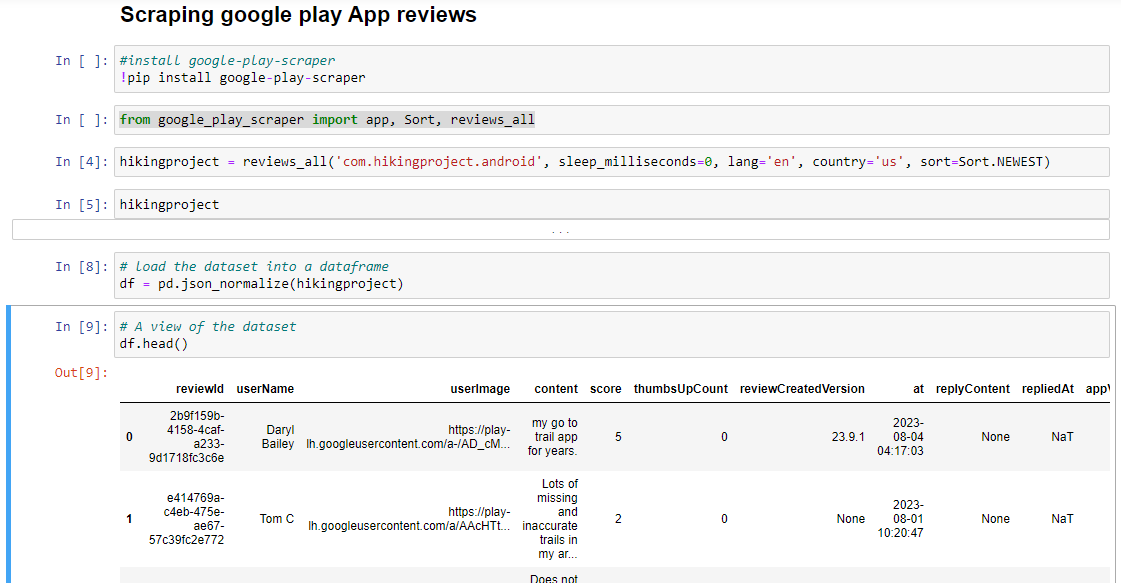 Scraping google play App reviews
In [ ]: #install google-play-scraper
!pip install google-play-scraper
In [ ]: from google_play_scraper import app, Sort, reviews_all
In [4]: hikingproject = reviews_all('com.hikingproject.android', sleep_milliseconds=0, lang='en', country='us', sort=Sort.NEWEST)
In [5]: hikingproject
...
In [8]: # Load the dataset into a dataframe
df = pd.json_normalize(hikingproject)
In [9]: # A view of the dataset
df.head()
Out[9]:
reviewId userName userImage content score thumbsUpCount reviewCreatedVersion at replyContent repliedAt
0
2b9f159b-
4158-4caf-
a233-
9d1718fc3c6e
Daryl
Bailey
https://play-
lh.googleusercontent.com/a-/AD_cM...
my go to
trail app
for years.
5
0
23.9.1
2023-
08-04
04:17:03
None
NaT
1
e414769a-
c4eb-475e-
ae67-
57c39fc2e772
Tom C
https://play-
lh.googleusercontent.com/a/AAcHTt...
Lots of
missing
and
inaccurate
trails in
my ar...
2
0
None
2023-
08-01
10:20:47
None
NaT
Does not